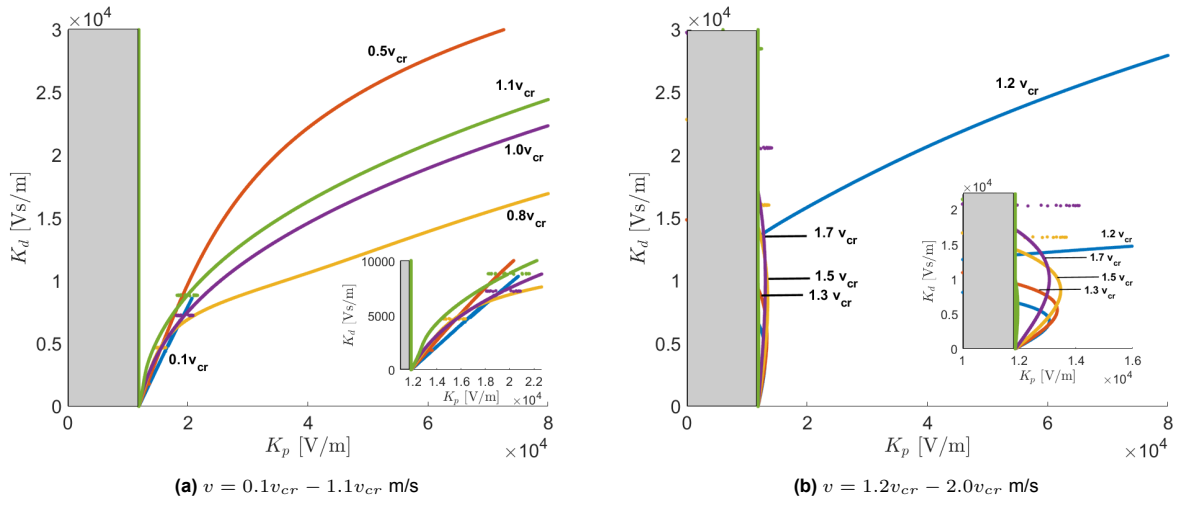 × 10⁴
3
2.5
2
1.5
1
0.5
0
K_d [Vs/m]
0 2 4 6 8
K_p [V/m]
×10⁴
0.5v_cr
1.1v_cr
1.0v_cr
0.8v_cr
0.1v_cr
10000
5000
0
K_d [Vs/m]
1.2 1.4 1.6 1.8 2 2.2
K_p [V/m]
×10⁴
(a) v = 0.1v_cr − 1.1v_cr m/s
× 10⁴
3
2.5
2
1.5
1
0.5
0
K_d [Vs/m]
0 2 4 6 8
K_p [V/m]
×10⁴
1.2 v_cr
1.7 v_cr
1.5 v_cr
1.3 v_cr
×10⁴
2
1.5
1
0.5
0
K_d [Vs/m]
1 1.2 1.4 1.6
K_p [V/m]
×10⁴
1.2 v_cr
1.7 v_cr
1.5 v_cr
1.3 v_cr
(b) v = 1.2v_cr − 2.0v_cr m/s